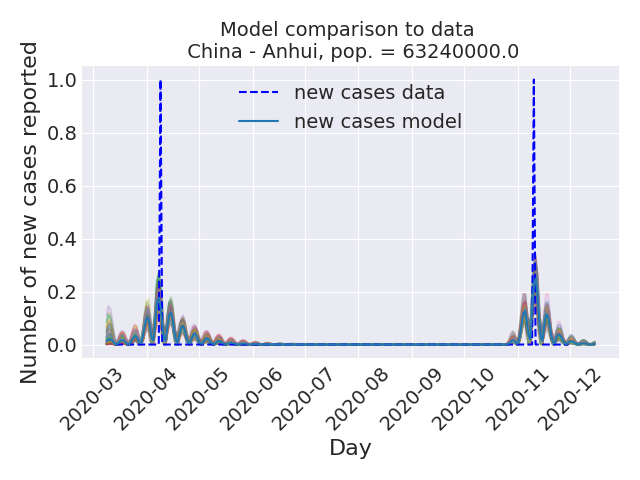 Model comparison to data
China - Anhui, pop. = 63240000.0
Number of new cases reported
1.0
0.8
0.6
0.4
0.2
0.0
new cases data
new cases model
2020-03
2020-04
2020-05
2020-06
2020-07
2020-08
2020-09
2020-10
2020-11
2020-12
Day